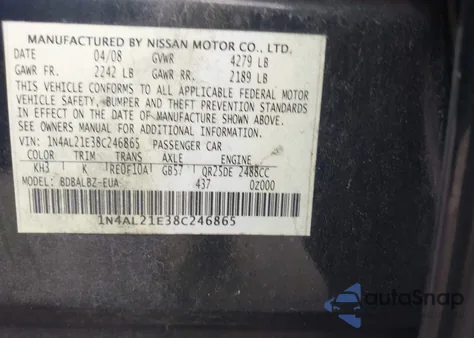 MANUFACTURED BY NISSAN MOTOR CO., LTD.
DATE 04/08 GVWR 4279 LB
GAWR FR. 2242 LB GAWR RR. 2189 LB
THIS VEHICLE CONFORMS TO ALL APPLICABLE FEDERAL MOTOR
VEHICLE SAFETY, BUMPER AND THEFT PREVENTION STANDARDS
IN EFFECT ON THE DATE OF MANUFACTURE SHOWN ABOVE.
SEE OWNERS MANUAL FOR ADDITIONAL INFORMATION.
VIN: 1N4AL21E38C246865 PASSENGER CAR
COLOR TRIM TRANS AXLE ENGINE
KH3 K RE0F10A GB57 QR25DE 2488CC
MODEL: BDBALBZ-EUA 437 0Z000
1N4AL21E38C246865
autoSnap